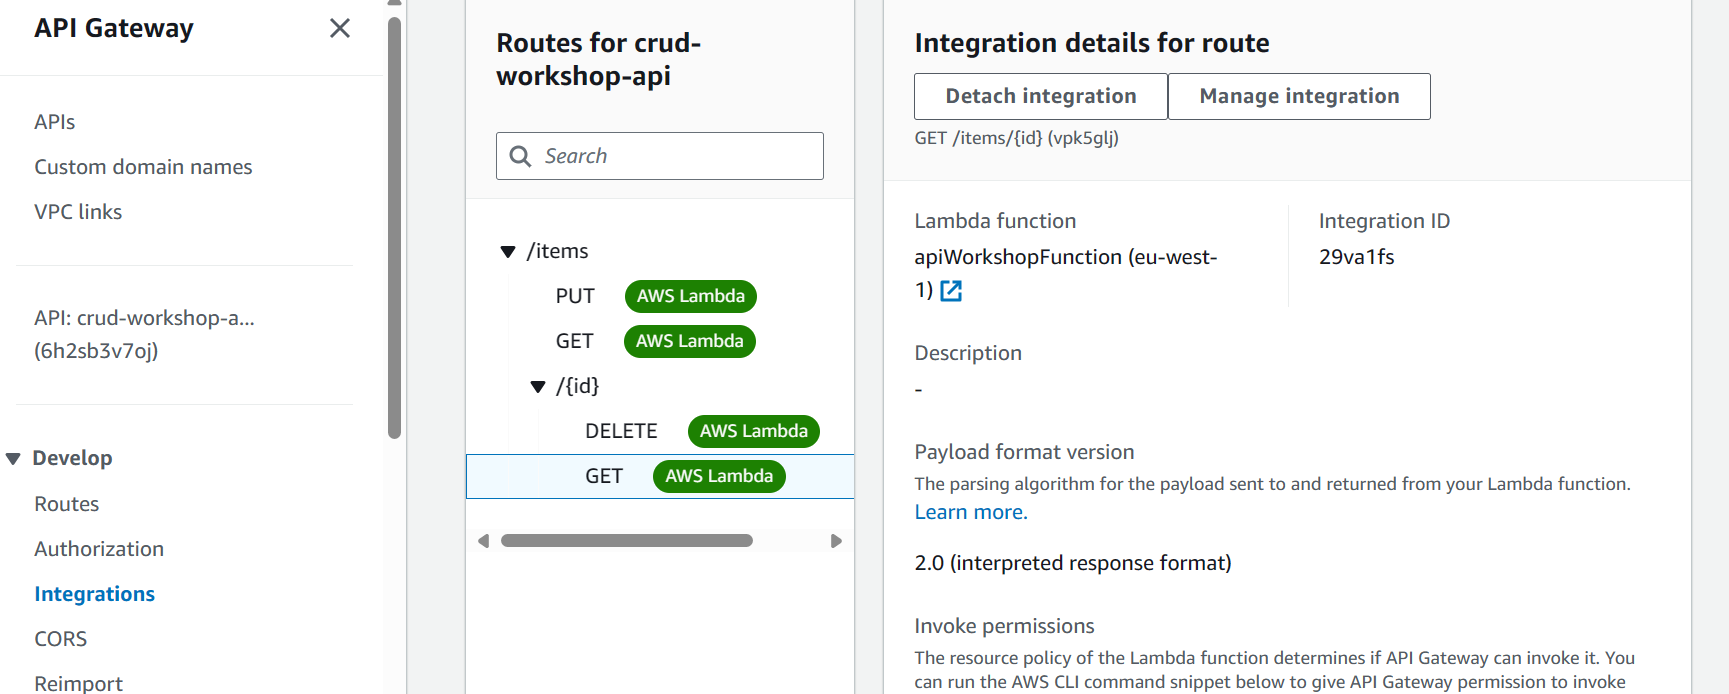 API Gateway
APIs
Custom domain names
VPC links
API: crud-workshop-a...
(6h2sb3v7oj)
Develop
Routes
Authorization
Integrations
CORS
Reimport
Routes for crud-
workshop-api
Search
/items
PUT AWS Lambda
GET AWS Lambda
/{id}
DELETE AWS Lambda
GET AWS Lambda
Integration details for route
Detach integration Manage integration
GET /items/{id} (vpk5glj)
Lambda function
apiWorkshopFunction (eu-west-
1)
Integration ID
29va1fs
Description
-
Payload format version
The parsing algorithm for the payload sent to and returned from your Lambda function.
Learn more.
2.0 (interpreted response format)
Invoke permissions
The resource policy of the Lambda function determines if API Gateway can invoke it. You
can run the AWS CLI command snippet below to give API Gateway permission to invoke